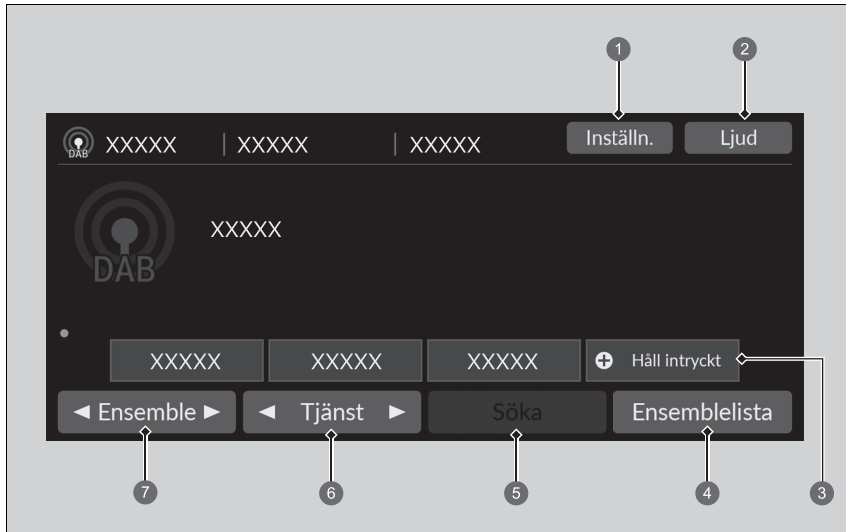 1 2
DAB XXXXX | XXXXX | XXXXX Inställn. Ljud
XXXXX
DAB
XXXXX XXXXX XXXXX Håll intryckt
Ensemble Tjänst Söka Ensemblelista
7 6 5 4 3